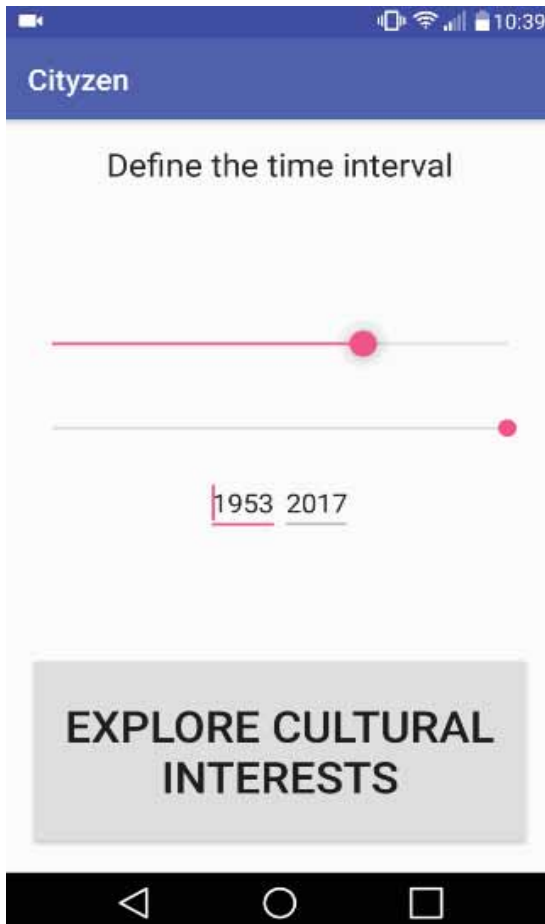 10:39
Cityzen
Define the time interval
1953 2017
EXPLORE CULTURAL
INTERESTS